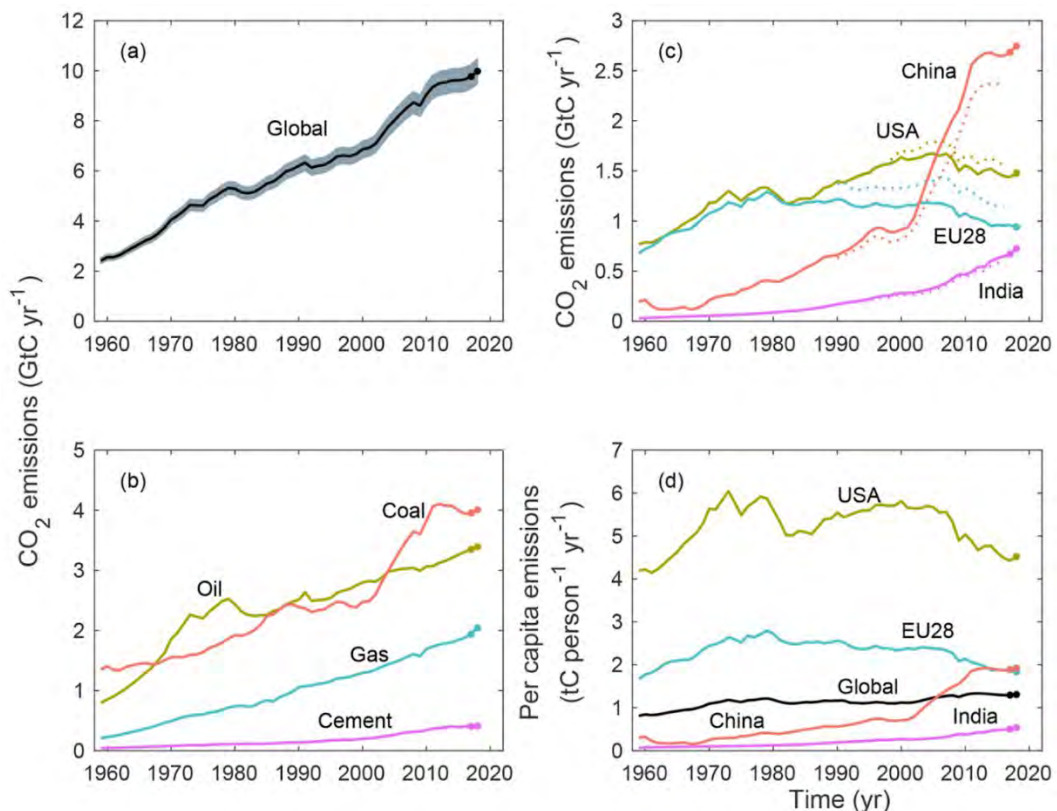 CO2 emissions (GtC yr-1)
(a)
Global
12
10
8
6
4
2
0
1960 1970 1980 1990 2000 2010 2020
CO2 emissions (GtC yr-1)
(c)
China
USA
EU28
India
3
2.5
2
1.5
1
0.5
0
1960 1970 1980 1990 2000 2010 2020
(b)
Coal
Oil
Gas
Cement
5
4
3
2
1
0
1960 1970 1980 1990 2000 2010 2020
Per capita emissions
(tC person-1 yr-1)
(d)
USA
EU28
Global
China
India
7
6
5
4
3
2
1
0
1960 1970 1980 1990 2000 2010 2020
Time (yr)